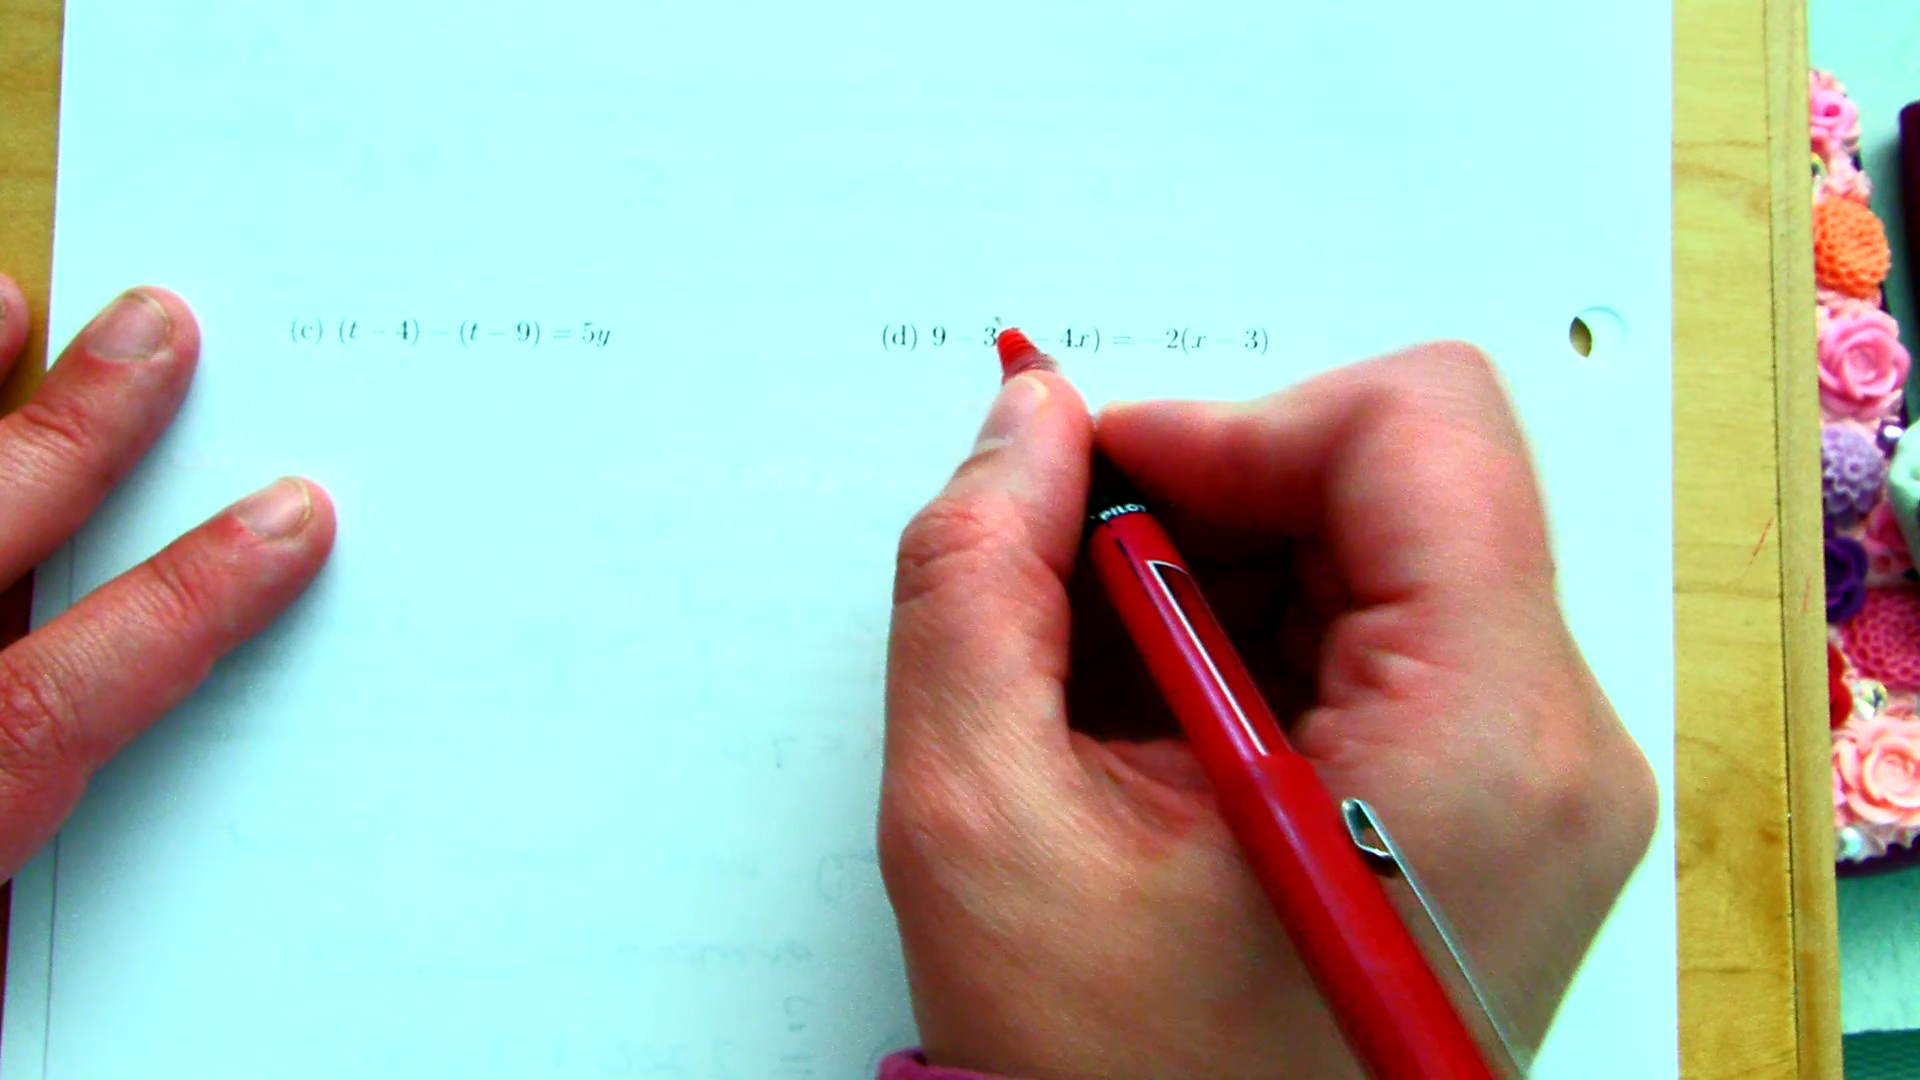 (c) (t − 4) − (t − 9) = 5y
(d) 9 − 3 − 4x) = −2(x − 3)
PILOT